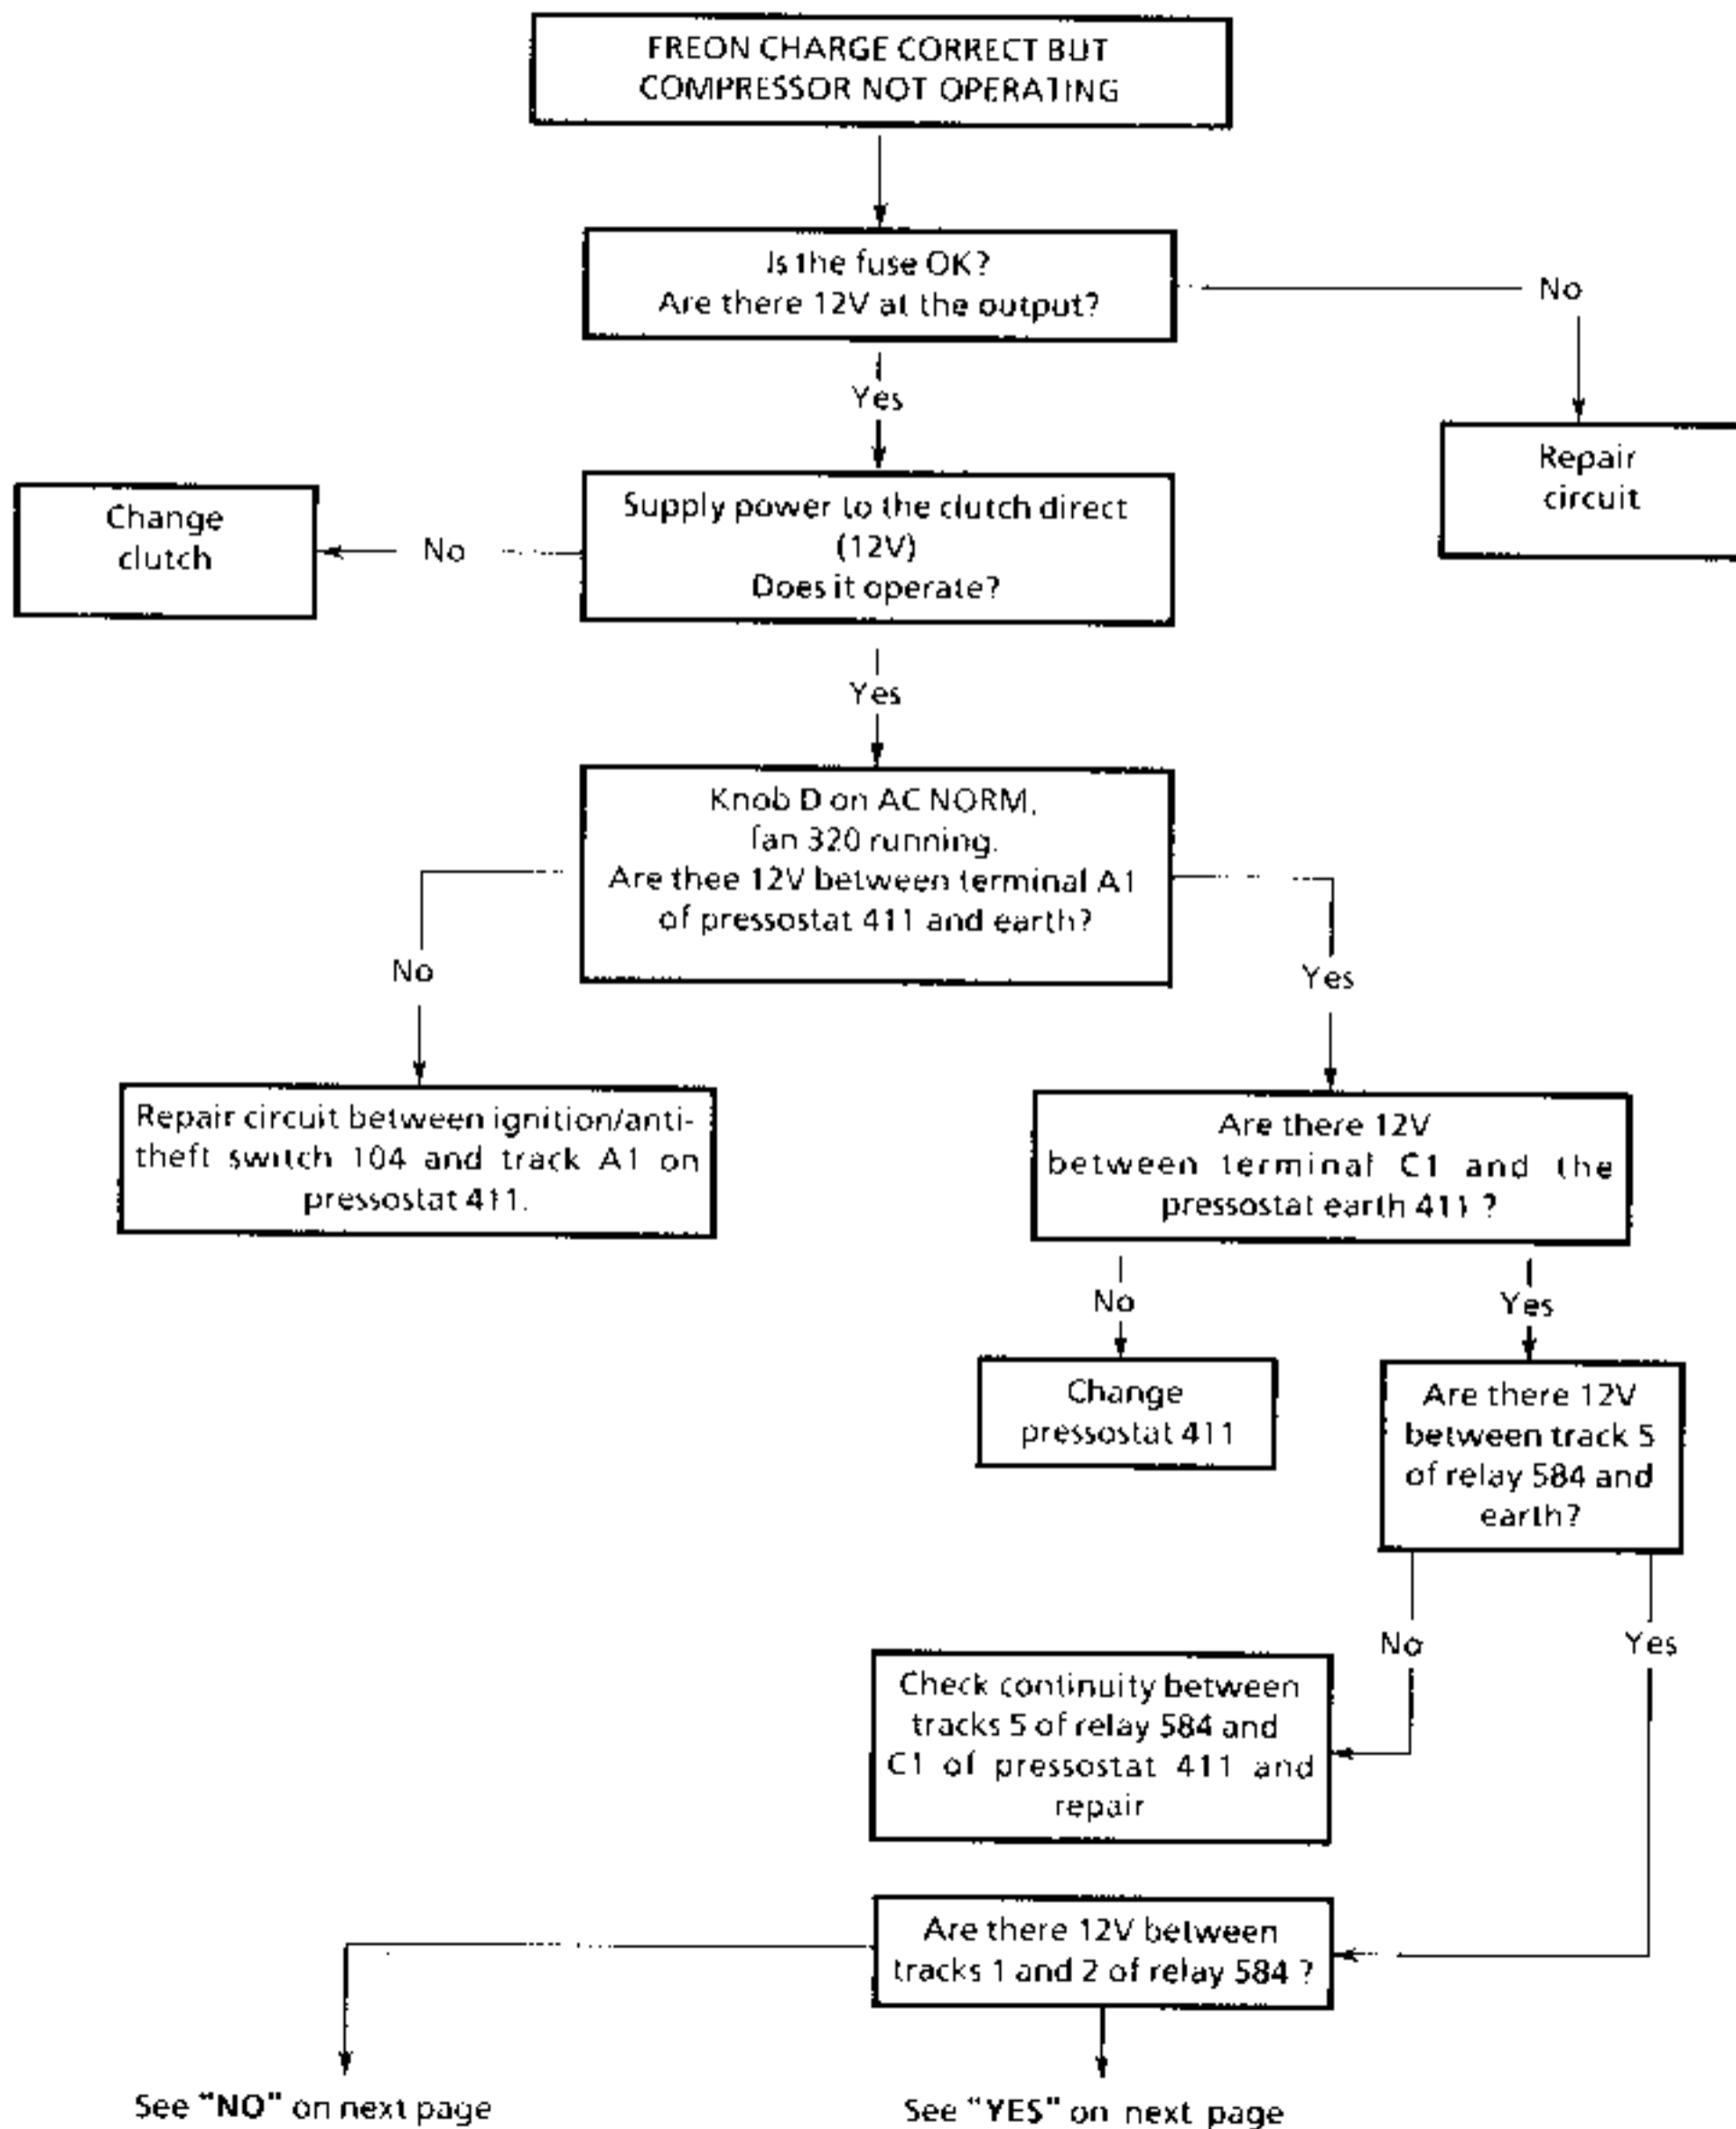 FREON CHARGE CORRECT BUT
COMPRESSOR NOT OPERATING
Is the fuse OK?
Are there 12V at the output?
No
Yes
Repair
circuit
Change
clutch
No
Supply power to the clutch direct
(12V)
Does it operate?
Yes
Knob D on AC NORM,
fan 320 running.
Are thee 12V between terminal A1
of pressostat 411 and earth?
No
Yes
Repair circuit between ignition/anti-
theft switch 104 and track A1 on
pressostat 411.
Are there 12V
between terminal C1 and the
pressostat earth 411 ?
No
Yes
Change
pressostat 411
Are there 12V
between track 5
of relay 584 and
earth?
No
Yes
Check continuity between
tracks 5 of relay 584 and
C1 of pressostat 411 and
repair
Are there 12V between
tracks 1 and 2 of relay 584 ?
See "NO" on next page
See "YES" on next page